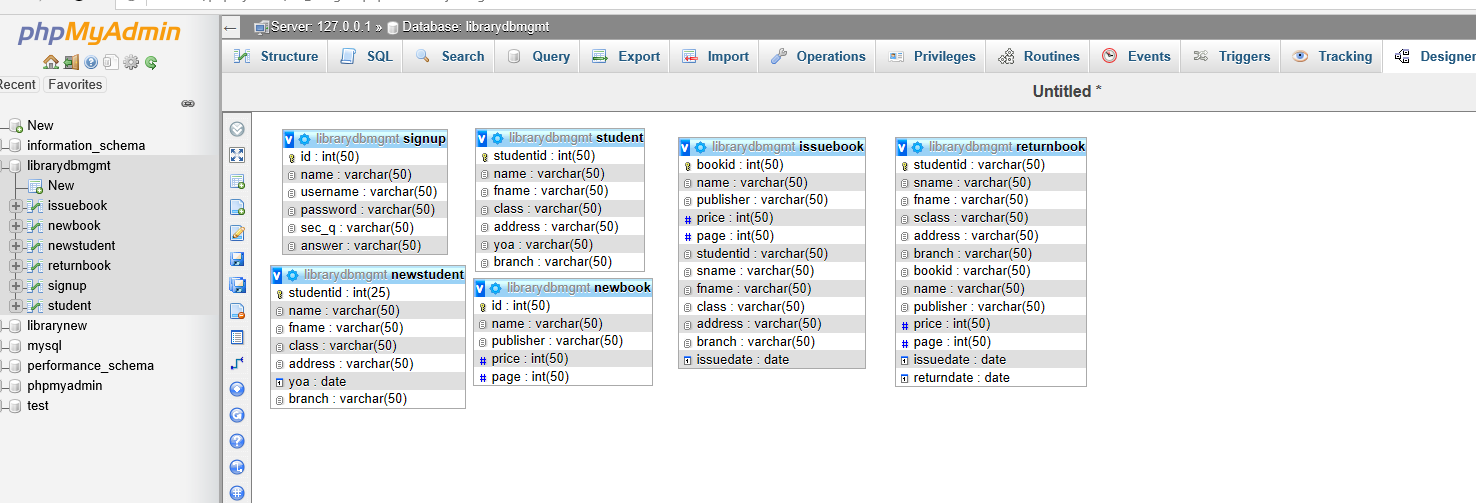 phpMyAdmin
Recent Favorites
New
information_schema
librarydbmgmt
New
issuebook
newbook
newstudent
returnbook
signup
student
librarynew
mysql
performance_schema
phpmyadmin
test
Server: 127.0.0.1 » Database: librarydbmgmt
Structure SQL Search Query Export Import Operations Privileges Routines Events Triggers Tracking Designer
Untitled *
librarydbmgmt signup
id : int(50)
name : varchar(50)
username : varchar(50)
password : varchar(50)
sec_q : varchar(50)
answer : varchar(50)
librarydbmgmt student
studentid : int(50)
name : varchar(50)
fname : varchar(50)
class : varchar(50)
address : varchar(50)
yoa : varchar(50)
branch : varchar(50)
librarydbmgmt newstudent
studentid : int(25)
name : varchar(50)
fname : varchar(50)
class : varchar(50)
address : varchar(50)
yoa : date
branch : varchar(50)
librarydbmgmt newbook
id : int(50)
name : varchar(50)
publisher : varchar(50)
price : int(50)
page : int(50)
librarydbmgmt issuebook
bookid : int(50)
name : varchar(50)
publisher : varchar(50)
price : int(50)
page : int(50)
studentid : varchar(50)
sname : varchar(50)
fname : varchar(50)
class : varchar(50)
address : varchar(50)
branch : varchar(50)
issuedate : date
librarydbmgmt returnbook
studentid : varchar(50)
sname : varchar(50)
fname : varchar(50)
sclass : varchar(50)
address : varchar(50)
branch : varchar(50)
bookid : varchar(50)
name : varchar(50)
publisher : varchar(50)
price : int(50)
page : int(50)
issuedate : date
returndate : date